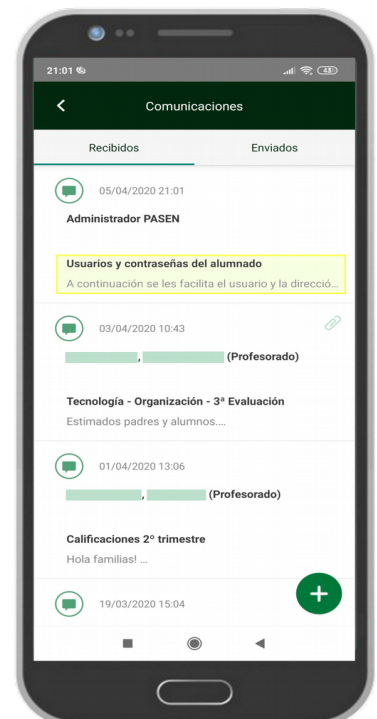 21:01
43
Comunicaciones
Recibidos Enviados
05/04/2020 21:01
Administrador PASEN
Usuarios y contraseñas del alumnado
A continuación se les facilita el usuario y la direcció...
03/04/2020 10:43
, (Profesorado)
Tecnología - Organización - 3ª Evaluación
Estimados padres y alumnos....
01/04/2020 13:06
, (Profesorado)
Calificaciones 2º trimestre
Hola familias! ...
19/03/2020 15:04